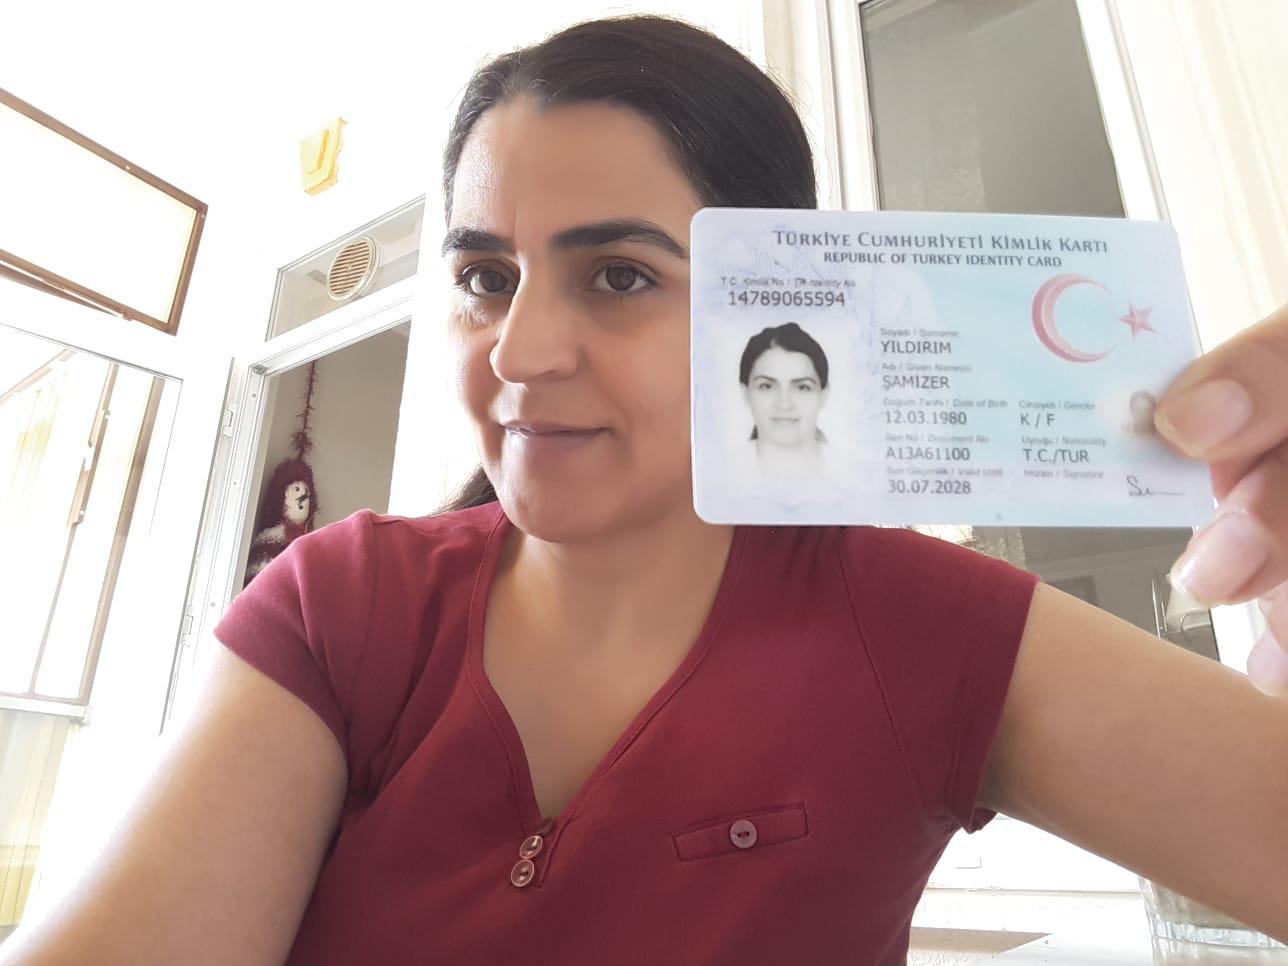 TÜRKİYE CUMHURİYETİ KİMLİK KARTI
REPUBLIC OF TURKEY IDENTITY CARD
T.C. Kimlik No / TR Identity No
14789065594
Soyadı / Surname
YILDIRIM
Adı / Given Name(s)
ŞAMİZER
Doğum Tarihi / Date of Birth Cinsiyeti / Gender
12.03.1980 K / F
Seri No / Document No Uyruğu / Nationality
A13A61100 T.C./TUR
Son Geçerlilik / Valid Until İmzası / Signature
30.07.2028